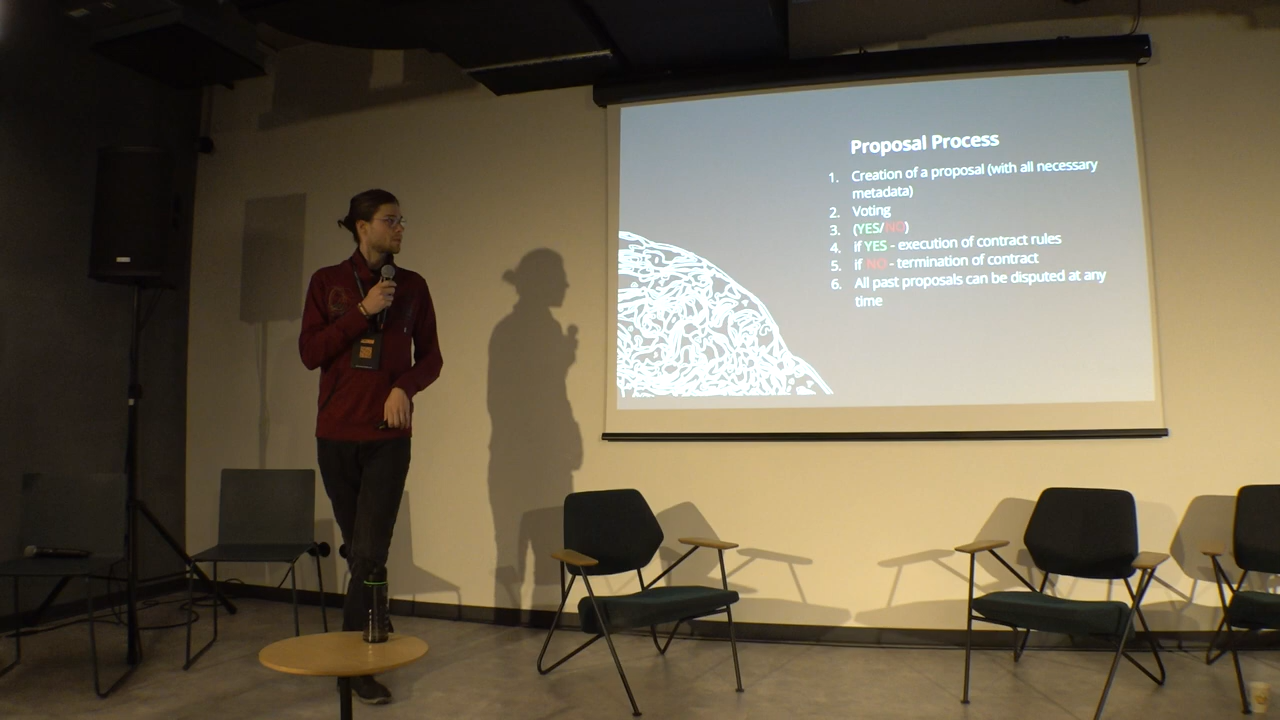 Proposal Process
1. Creation of a proposal (with all necessary
metadata)
2. Voting
3. (YES/NO)
4. If YES - execution of contract rules
5. If NO - termination of contract
6. All past proposals can be disputed at any
time